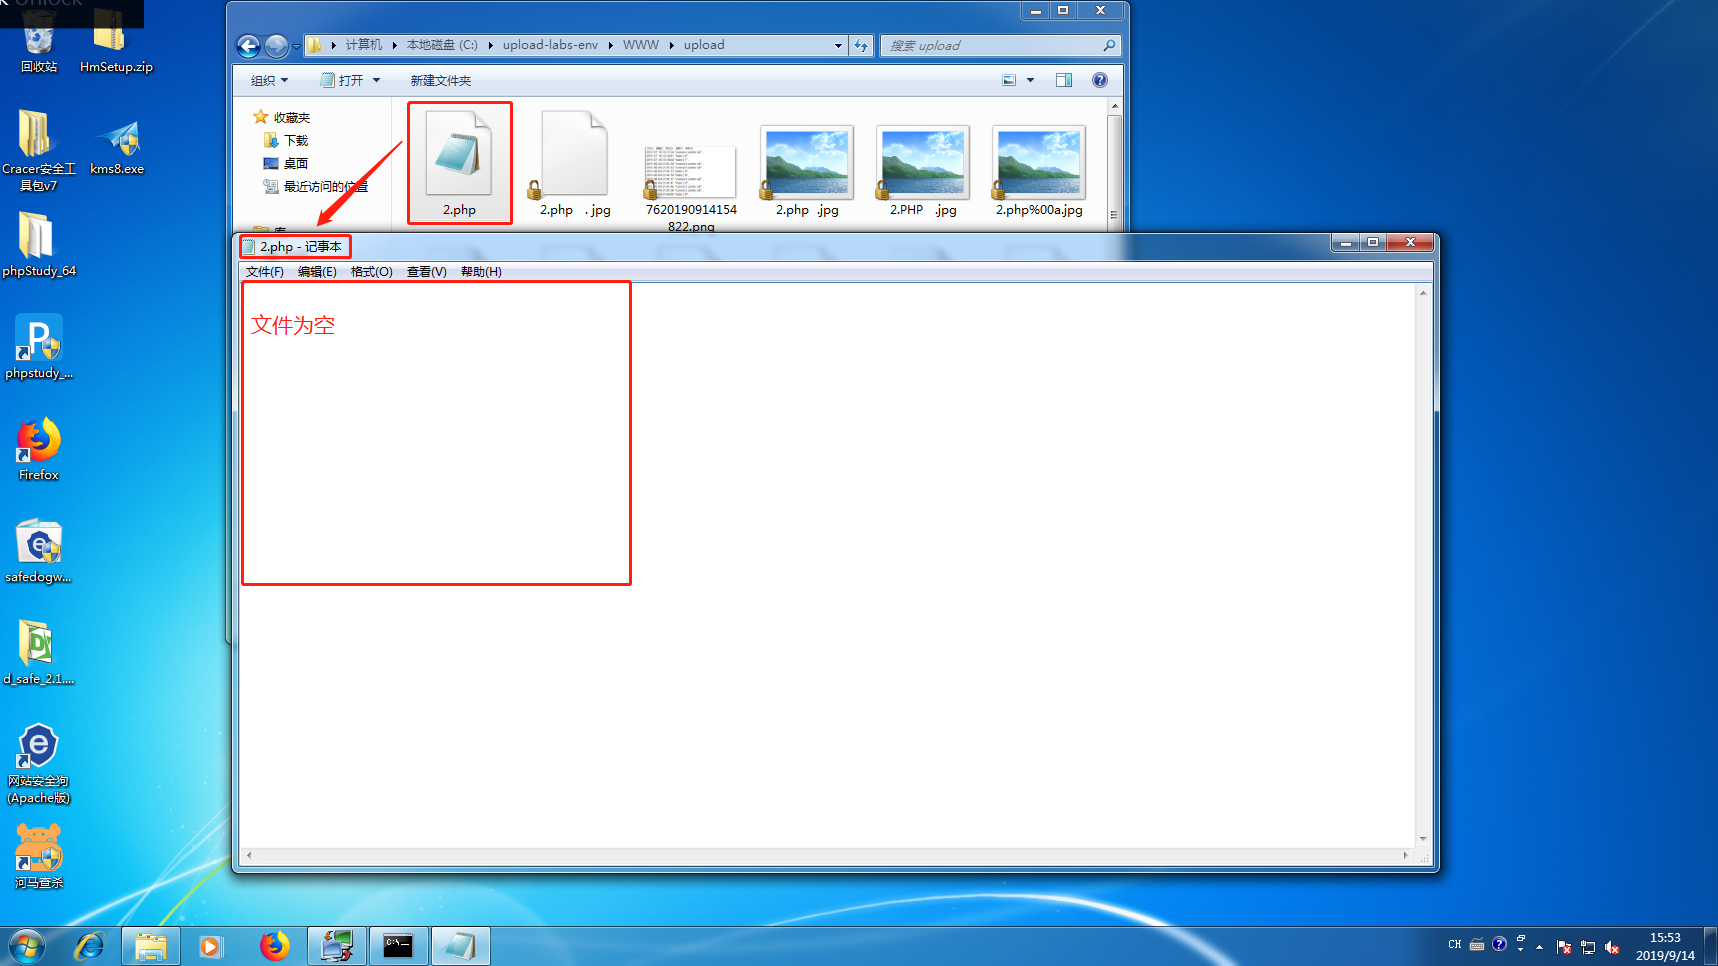 Unlock
回收站
HmSetup.zip
Cracer安全工
具包v7
kms8.exe
phpStudy_64
phpstudy_...
Firefox
safedogw...
d_safe_2.1....
网站安全狗
(Apache版)
河马查杀
计算机
本地磁盘 (C:)
upload-labs-env
WWW
upload
搜索 upload
组织
打开
新建文件夹
收藏夹
下载
桌面
最近访问的位置
库
2.php
2.php . jpg
7620190914154
822.png
2.php .jpg
2.PHP .jpg
2.php%00a.jpg
2.php - 记事本
文件(F) 编辑(E) 格式(O) 查看(V) 帮助(H)
文件为空
CH
15:53
2019/9/14